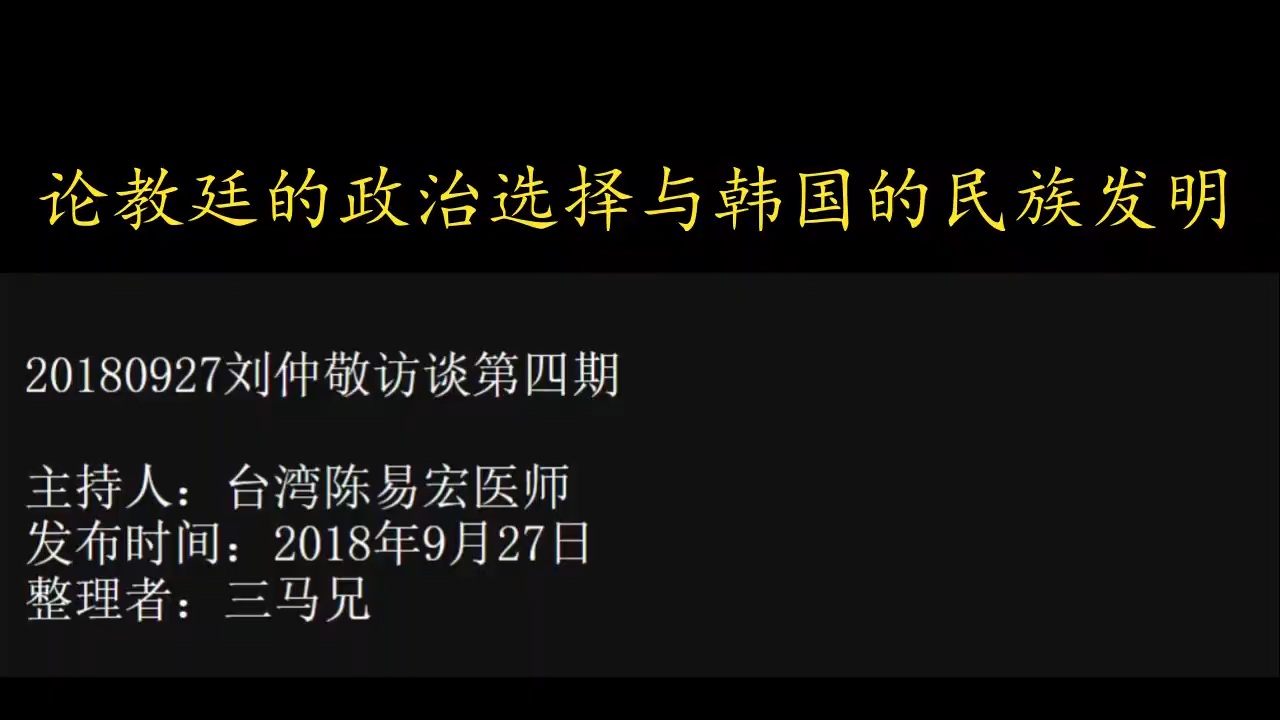 论教廷的政治选择与韩国的民族发明
20180927刘仲敬访谈第四期
主持人：台湾陈易宏医师
发布时间：2018年9月27日
整理者：三马兄